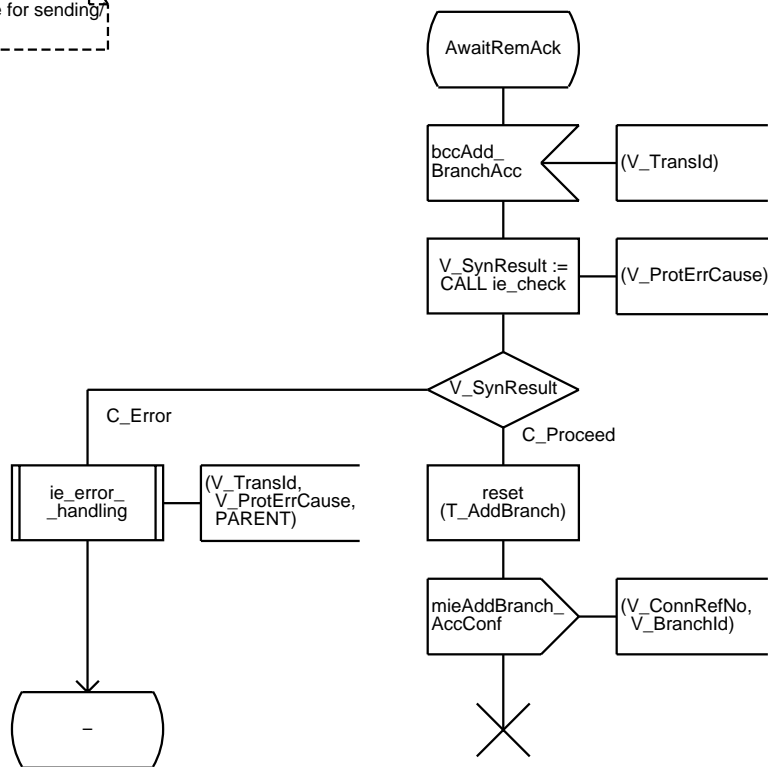 e for sending/
AwaitRemAck
bccAdd_
BranchAcc
(V_TransId)
V_SynResult :=
CALL ie_check
(V_ProtErrCause)
V_SynResult
C_Error
C_Proceed
ie_error_
_handling
(V_TransId,
V_ProtErrCause,
PARENT)
reset
(T_AddBranch)
mieAddBranch_
AccConf
(V_ConnRefNo,
V_BranchId)
–